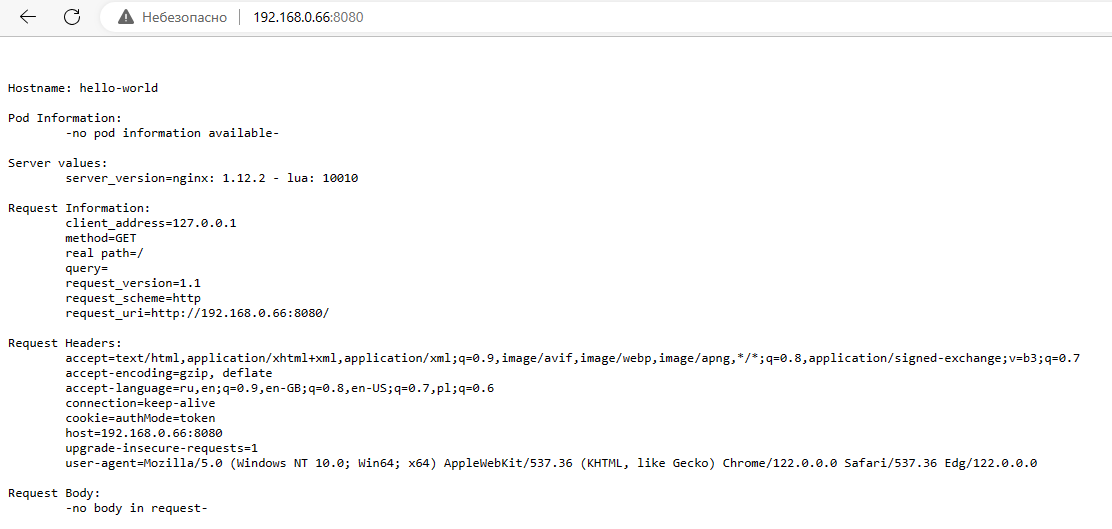 Небезопасно 192.168.0.66:8080
Hostname: hello-world
Pod Information:
-no pod information available-
Server values:
server_version=nginx: 1.12.2 - lua: 10010
Request Information:
client_address=127.0.0.1
method=GET
real path=/
query=
request_version=1.1
request_scheme=http
request_uri=http://192.168.0.66:8080/
Request Headers:
accept=text/html,application/xhtml+xml,application/xml;q=0.9,image/avif,image/webp,image/apng,*/*;q=0.8,application/signed-exchange;v=b3;q=0.7
accept-encoding=gzip, deflate
accept-language=ru,en;q=0.9,en-GB;q=0.8,en-US;q=0.7,pl;q=0.6
connection=keep-alive
cookie=authMode=token
host=192.168.0.66:8080
upgrade-insecure-requests=1
user-agent=Mozilla/5.0 (Windows NT 10.0; Win64; x64) AppleWebKit/537.36 (KHTML, like Gecko) Chrome/122.0.0.0 Safari/537.36 Edg/122.0.0.0
Request Body:
-no body in request-